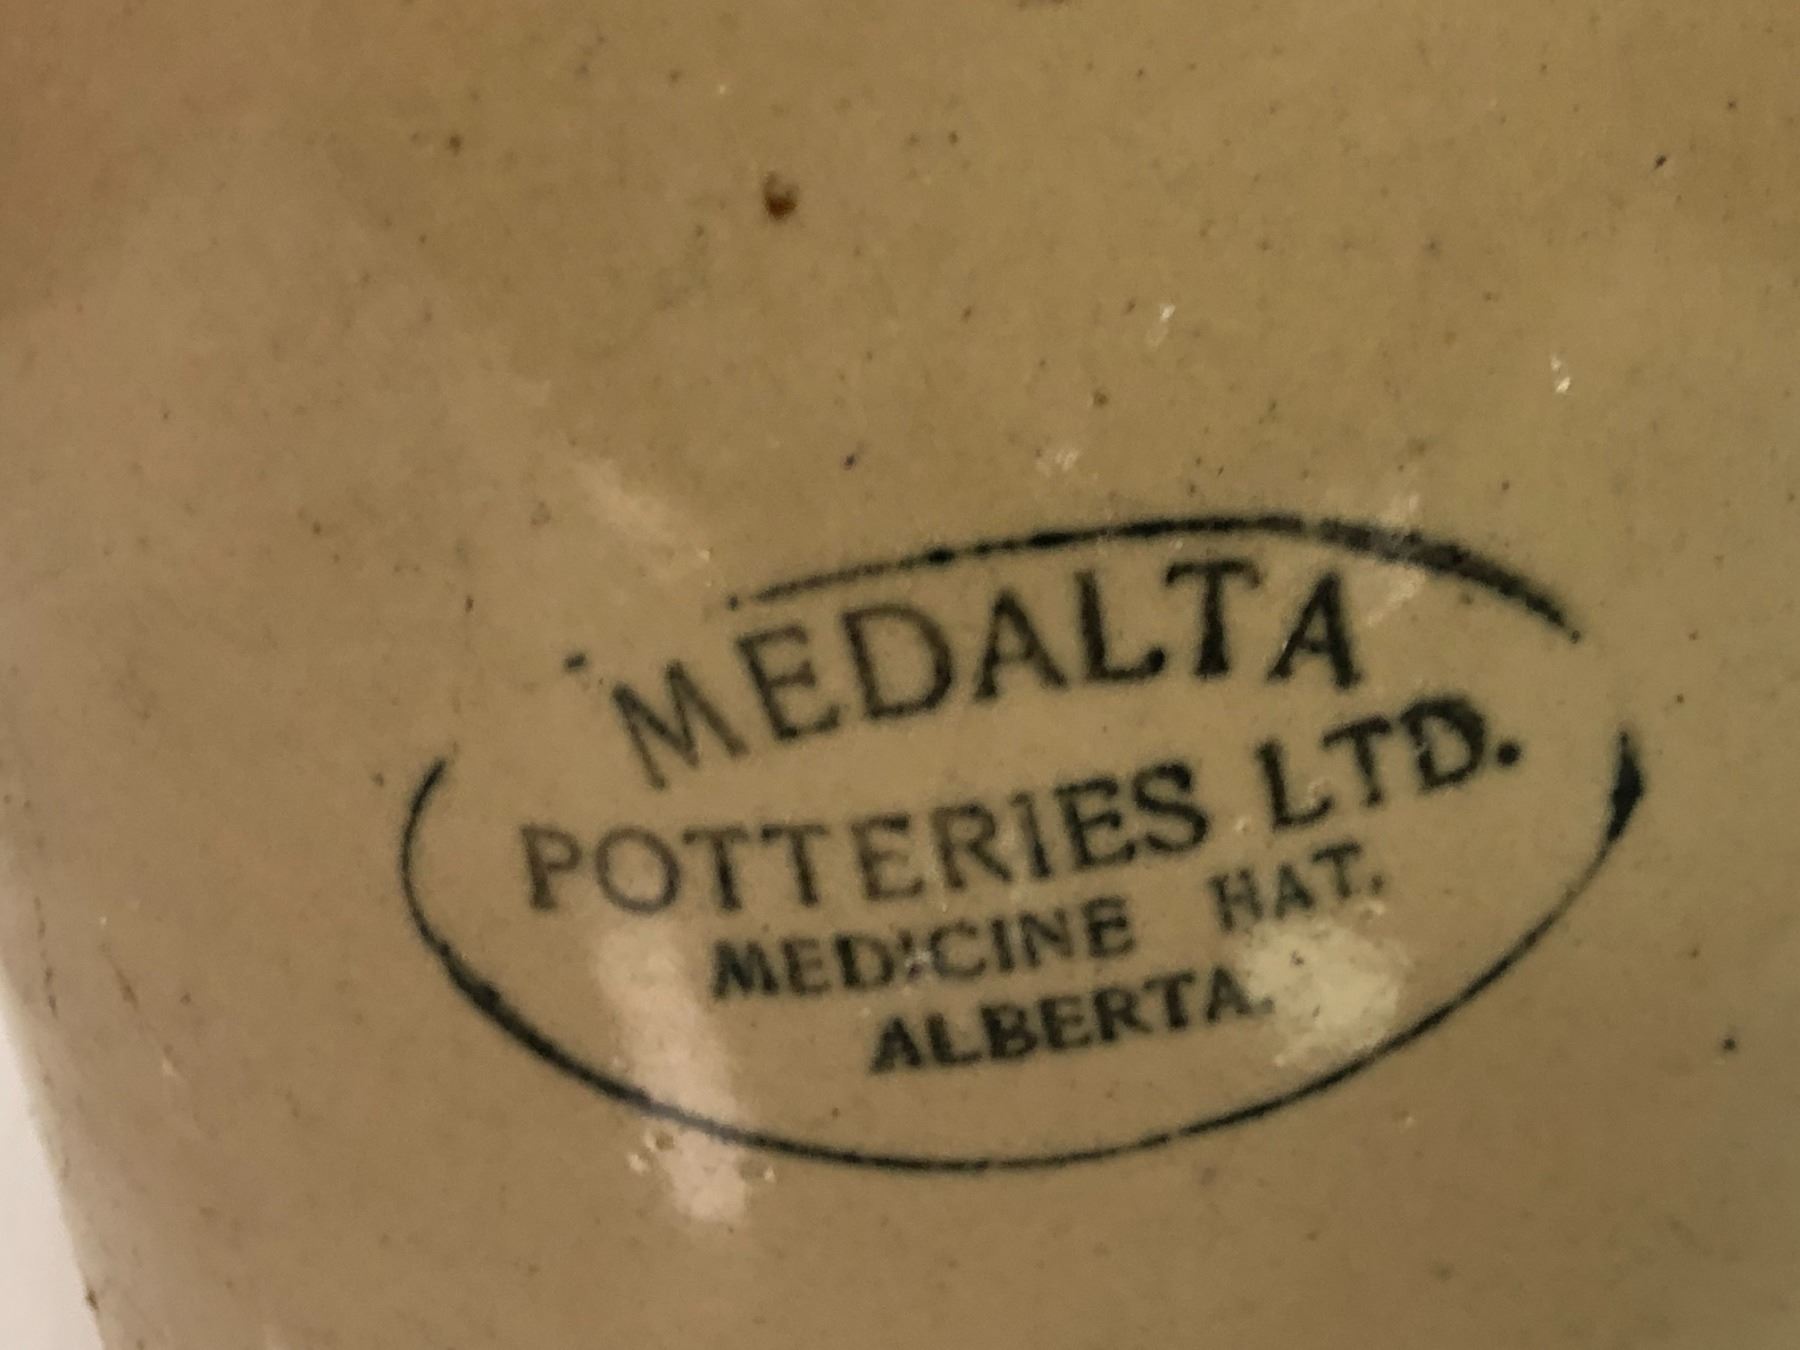 MEDALTA
POTTERIES LTD.
MEDICINE HAT.
ALBERTA.